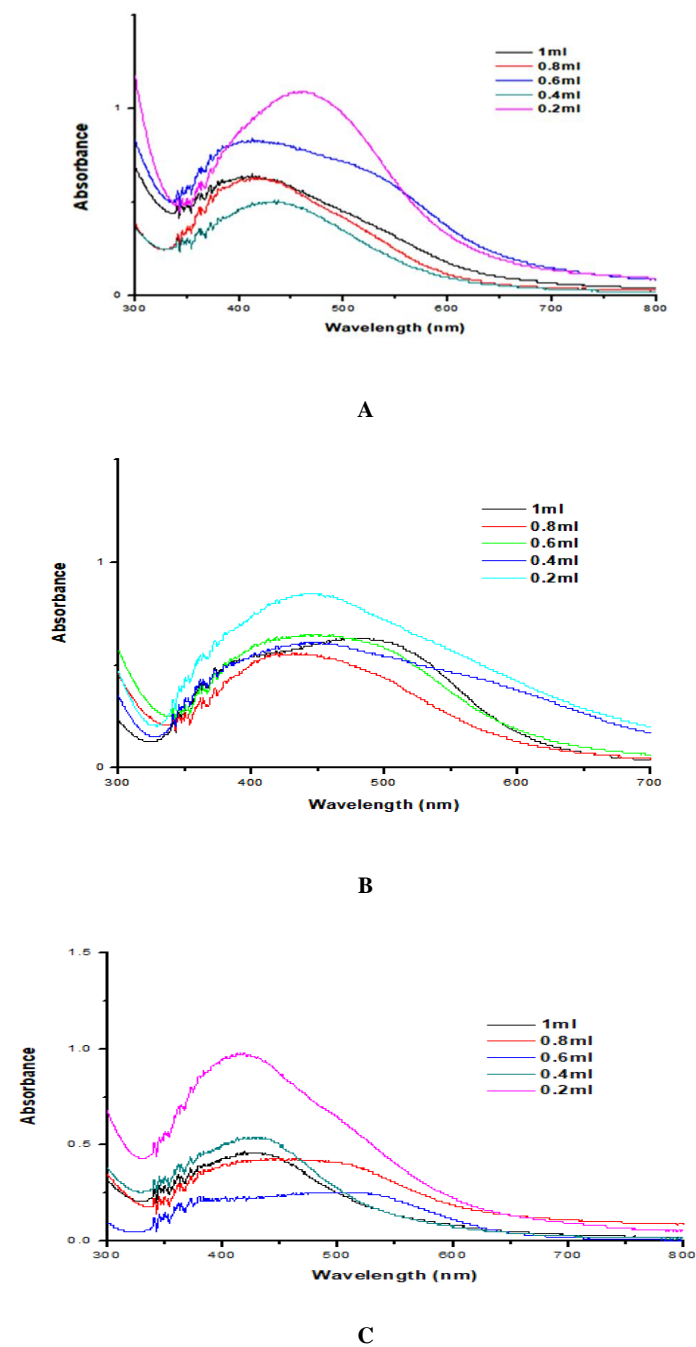 1ml
0.8ml
0.6ml
0.4ml
0.2ml
1
0
Absorbance
300 400 500 600 700 800
Wavelength (nm)
A
1ml
0.8ml
0.6ml
0.4ml
0.2ml
1
0
Absorbance
300 400 500 600 700
Wavelength (nm)
B
1.5
1.0
0.5
0.0
Absorbance
1ml
0.8ml
0.6ml
0.4ml
0.2ml
300 400 500 600 700 800
Wavelength (nm)
C